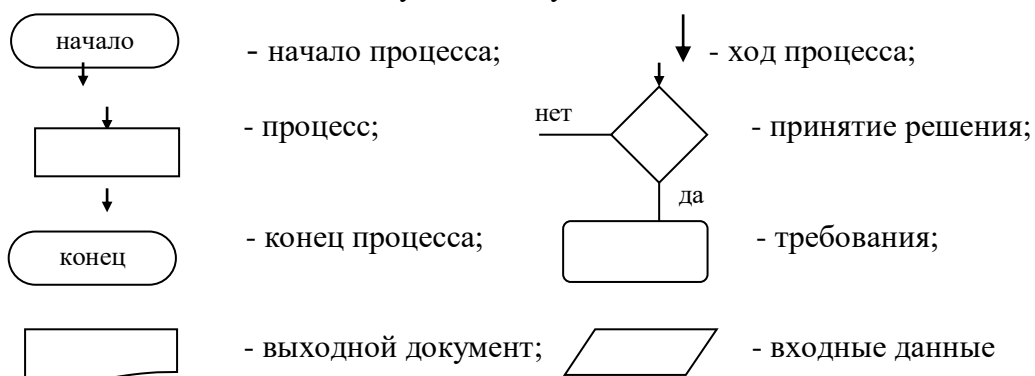 начало - начало процесса; - ход процесса;
нет
- процесс; - принятие решения;
да
конец - конец процесса; - требования;
- выходной документ; - входные данные